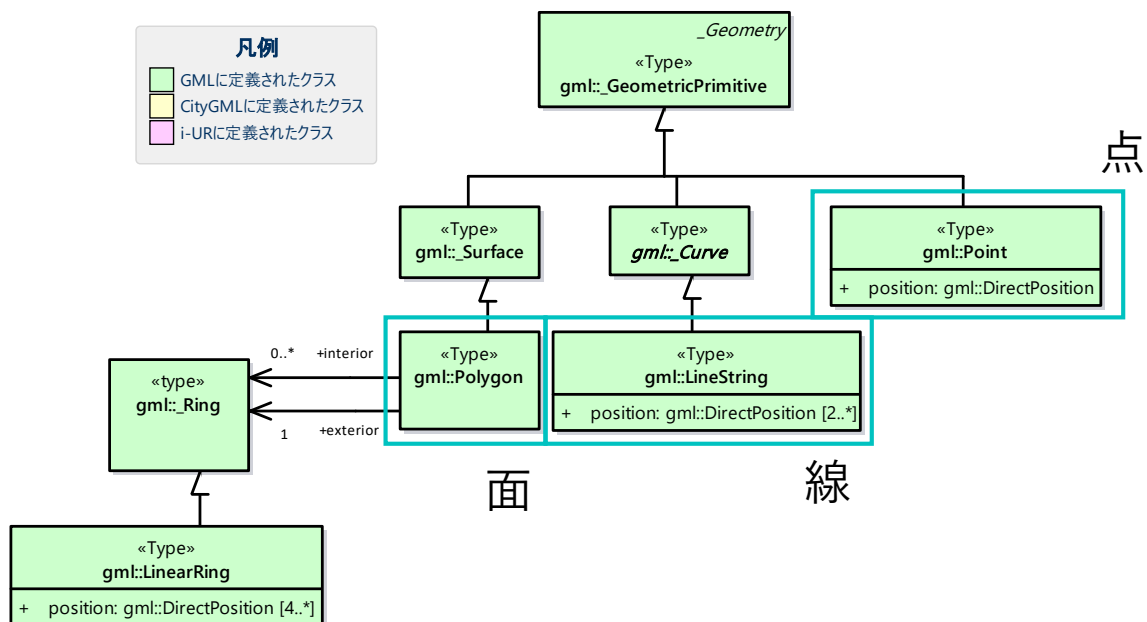 凡例
GMLに定義されたクラス
CityGMLに定義されたクラス
i-URに定義されたクラス
_Geometry
«Type»
gml::_GeometricPrimitive
点
«Type»
gml::_Surface
«Type»
gml::_Curve
«Type»
gml::Point
+ position: gml::DirectPosition
«type»
gml::_Ring
0..* +interior
1 +exterior
«Type»
gml::Polygon
«Type»
gml::LineString
+ position: gml::DirectPosition [2..*]
面
線
«Type»
gml::LinearRing
+ position: gml::DirectPosition [4..*]